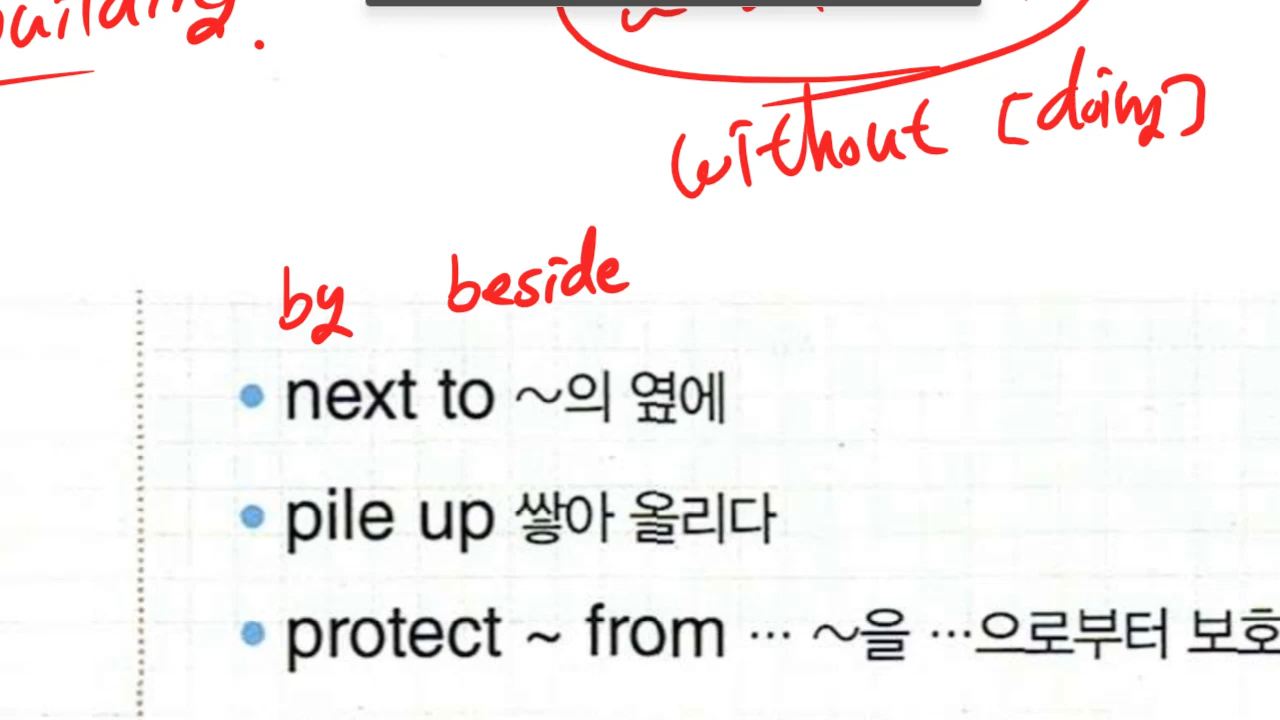 building.
without [doing]
by beside
next to ~의 옆에
pile up 쌓아 올리다
protect ~ from ··· ~을 ···으로부터 보호